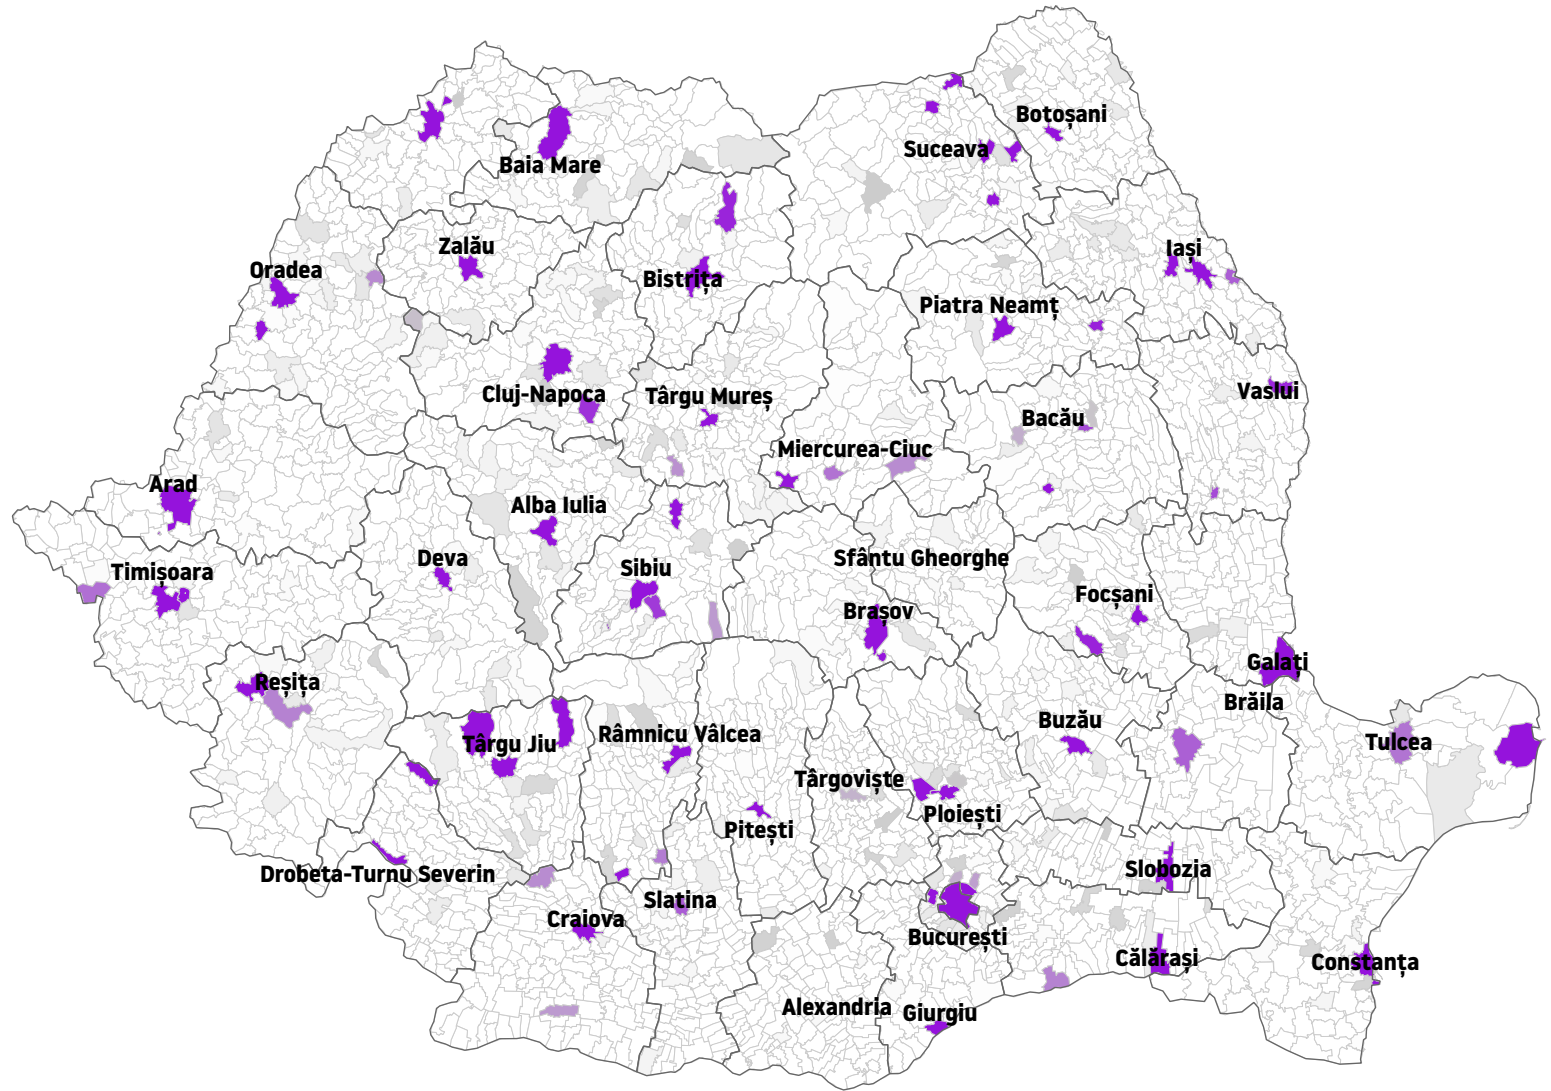 Botoșani
Suceava
Baia Mare
Zalău
Iași
Oradea
Bistrița
Piatra Neamț
Cluj-Napoca
Târgu Mureș
Vaslui
Bacău
Miercurea-Ciuc
Arad
Alba Iulia
Deva
Sfântu Gheorghe
Timișoara
Sibiu
Focșani
Brașov
Galați
Reșița
Brăila
Buzău
Râmnicu Vâlcea
Târgu Jiu
Tulcea
Târgoviște
Ploiești
Pitești
Slobozia
Drobeta-Turnu Severin
Slatina
Craiova
București
Călărași
Constanța
Alexandria
Giurgiu